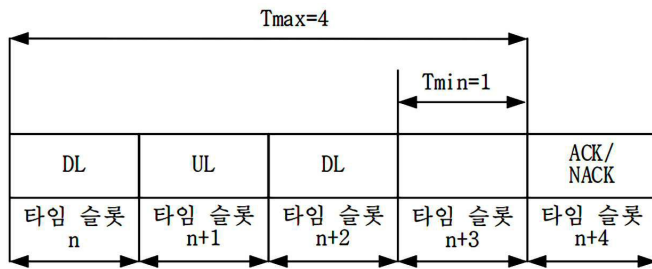 Tmax=4
Tmin=1
DL
UL
DL
ACK/
NACK
타임 슬롯
n
타임 슬롯
n+1
타임 슬롯
n+2
타임 슬롯
n+3
타임 슬롯
n+4